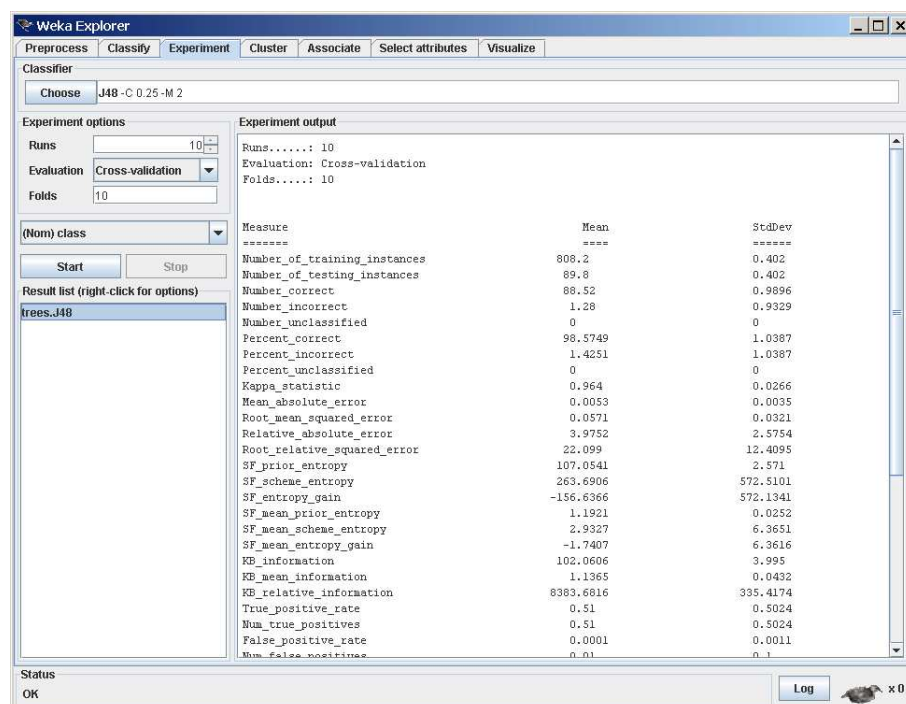 Weka Explorer
Preprocess Classify Experiment Cluster Associate Select attributes Visualize
Classifier
Choose J48 -C 0.25 -M 2
Experiment options
Runs 10
Evaluation Cross-validation
Folds 10
(Nom) class
Start Stop
Result list (right-click for options)
trees.J48
Experiment output
Runs......: 10
Evaluation: Cross-validation
Folds.....: 10
Measure Mean StdDev
======= ==== ======
Number_of_training_instances 808.2 0.402
Number_of_testing_instances 89.8 0.402
Number_correct 88.52 0.9896
Number_incorrect 1.28 0.9329
Number_unclassified 0 0
Percent_correct 98.5749 1.0387
Percent_incorrect 1.4251 1.0387
Percent_unclassified 0 0
Kappa_statistic 0.964 0.0266
Mean_absolute_error 0.0053 0.0035
Root_mean_squared_error 0.0571 0.0321
Relative_absolute_error 3.9752 2.5754
Root_relative_squared_error 22.099 12.4095
SF_prior_entropy 107.0541 2.571
SF_scheme_entropy 263.6906 572.5101
SF_entropy_gain -156.6366 572.1341
SF_mean_prior_entropy 1.1921 0.0252
SF_mean_scheme_entropy 2.9327 6.3651
SF_mean_entropy_gain -1.7407 6.3616
KB_information 102.0606 3.995
KB_mean_information 1.1365 0.0432
KB_relative_information 8383.6816 335.4174
True_positive_rate 0.51 0.5024
Num_true_positives 0.51 0.5024
False_positive_rate 0.0001 0.0011
Num_false_positives 0.01 0.1
Status
OK
Log x 0